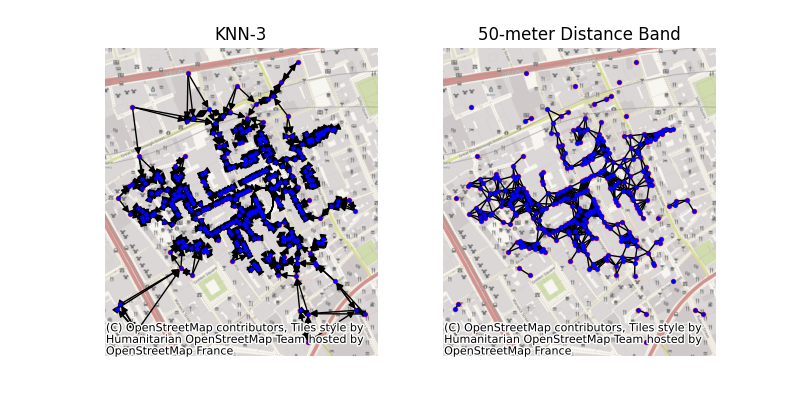 KNN-3
50-meter Distance Band
(C) OpenStreetMap contributors, Tiles style by
Humanitarian OpenStreetMap Team hosted by
OpenStreetMap France
(C) OpenStreetMap contributors, Tiles style by
Humanitarian OpenStreetMap Team hosted by
OpenStreetMap France